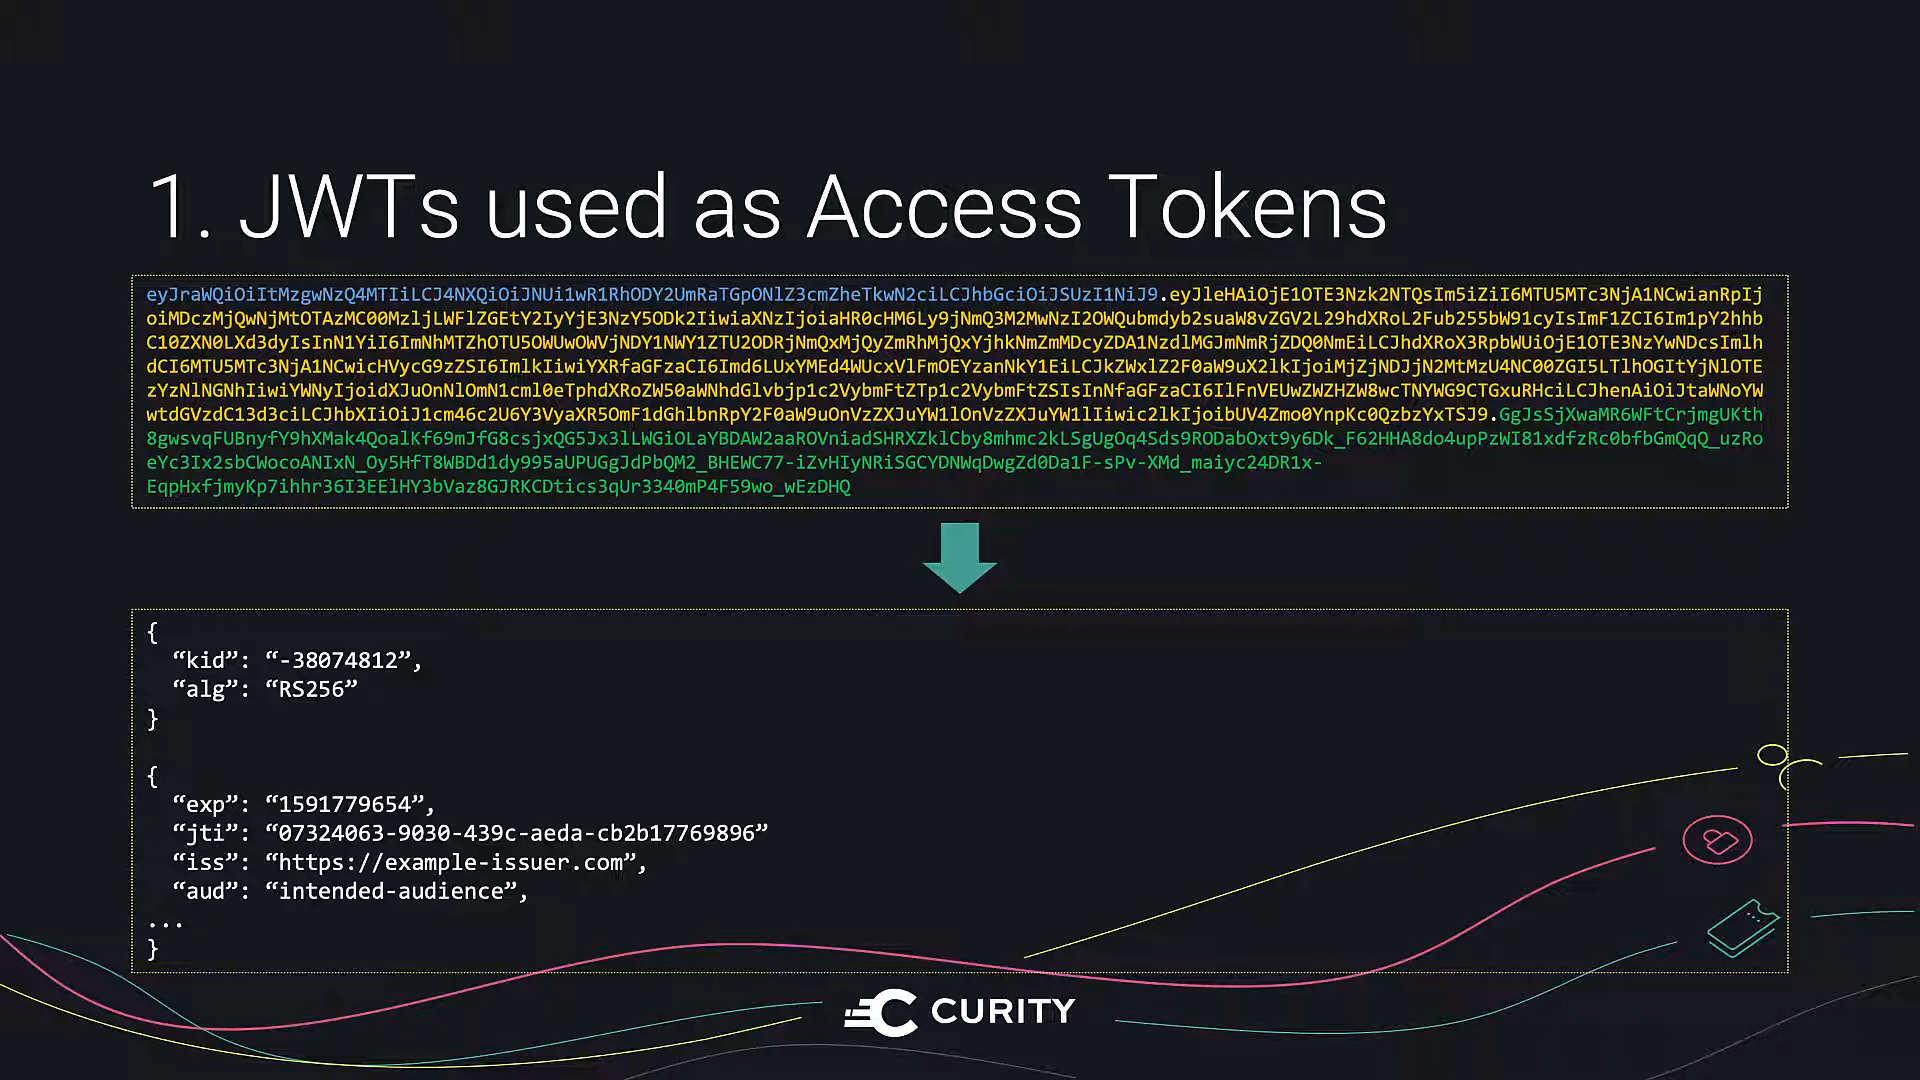 1. JWTs used as Access Tokens
eyJraWQiOiItMzgwNzQ4MTIiLCJ4NXQiOiJNUi1wR1RhODY2UmRaTGpONlZ3cmZheTkwN2ciLCJhbGciOiJSUzI1NiJ9.eyJleHAiOjE1OTE3Nzk2NTQsIm5iZiI6MTU5MTc3NjA1NCwianRpIj
oiMDczMjQwNjMtOTAzMC00MzljLWFlZGEtY2IyYjE3NzY5ODk2IiwiaXNzIjoiaHR0cHM6Ly9jNmQ3M2MwNzI2OWQubmdyb2suaW8vZGV2L29hdXRoL2Fub255bW91cyIsImF1ZCI6Im1pY2hhb
C10ZXN0LXd3dyIsInN1YiI6ImNhMTZhOTU5OWUwOWVjNDY1NWY1ZTU2ODRjNmQxMjQyZmRhMjQxYjhkNmZmMDcyZDA1NzdlMGJmNmRjZDQ0NmEiLCJhdXRoX3RpbWUiOjE1OTE3NzYwNDcsImlh
dCI6MTU5MTc3NjA1NCwicHVycG9zZSI6ImlkIiwiYXRfaGFzaCI6Imd6LUxYMEd4WUcxVlFmOEYzanNkY1EiLCJkZWxlZ2F0aW9uX2lkIjoiMjZjNDJjN2MtMzU4NC00ZGI5LTlhOGItYjNlOTE
zYzNlNGNhIiwiYWNyIjoidXJuOnNlOmN1cml0eTphdXRoZW50aWNhdGlvbjp1c2VybmFtZTp1c2VybmFtZSIsInNfaGFzaCI6IlFnVEUwZWZHZW8wcTNYWG9CTGxuRHciLCJhenAiOiJtaWNoYW
wtdGVzdC13d3ciLCJhbXIiOiJ1cm46c2U6Y3VyaXR5OmF1dGhlbnRpY2F0aW9uOnVzZXJuYW1lOnVzZXJuYW1lIiwic2lkIjoibUV4Zmo0YnpKc0QzbzYxTSJ9.GgJsSjXwaMR6WFtCrjmgUKth
8gwsvqFUBnyfY9hXMak4QoalKf69mJfG8csjxQG5Jx3lLWGiOLaYBDAW2aaROVniadSHRXZklCby8mhmc2kLSgUgOq4Sds9RODabOxt9y6Dk_F62HHA8do4upPzWI81xdfzRc0bfbGmQqQ_uzRo
eYc3Ix2sbCWocoANIxN_Oy5HfT8WBDd1dy995aUPUGgJdPbQM2_BHEWC77-iZvHIyNRiSGCYDNWqDwgZd0Da1F-sPv-XMd_maiyc24DR1x-
EqpHxfjmyKp7ihhr36I3EElHY3bVaz8GJRKCDtics3qUr3340mP4F59wo_wEzDHQ
{
“kid”: “-38074812”,
“alg”: “RS256”
}
{
“exp”: “1591779654”,
“jti”: “07324063-9030-439c-aeda-cb2b17769896”
“iss”: “https://example-issuer.com”,
“aud”: “intended-audience”,
...
}
CURITY